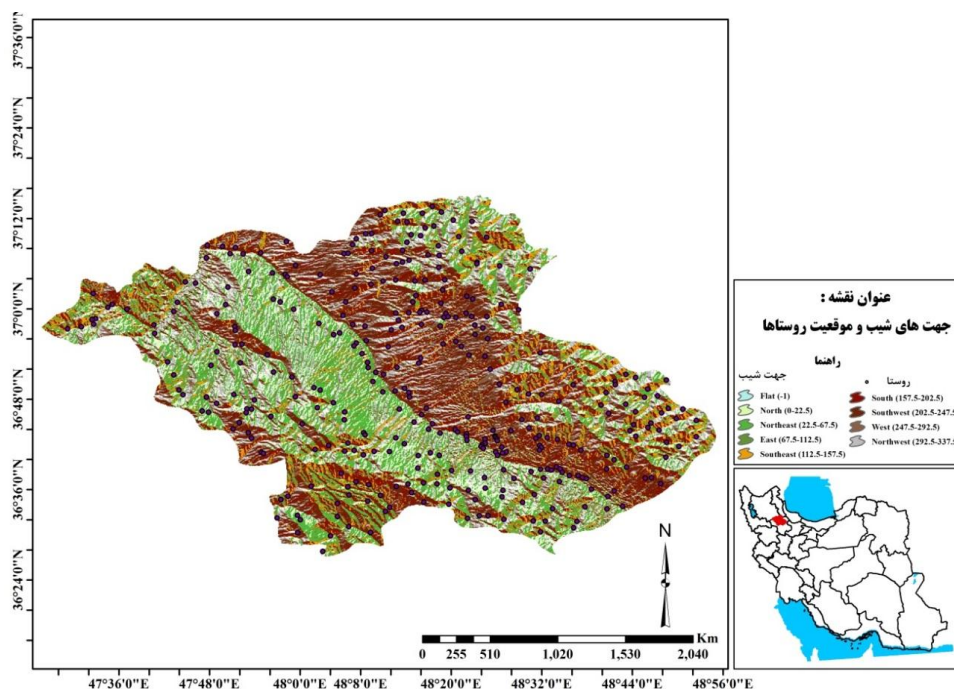 37°36'0"N
37°24'0"N
37°12'0"N
37°0'0"N
36°48'0"N
36°36'0"N
36°24'0"N
47°36'0"E
47°48'0"E
48°0'0"E
48°8'0"E
48°20'0"E
48°32'0"E
48°44'0"E
48°56'0"E
N
Km
0 255 510 1,020 1,530 2,040
عنوان نقشه :
جهت های شیب و موقعیت روستاها
راهنما
جهت شیب
Flat (-1)
North (0-22.5)
Northeast (22.5-67.5)
East (67.5-112.5)
Southeast (112.5-157.5)
روستا
South (157.5-202.5)
Southwest (202.5-247.5
West (247.5-292.5)
Northwest (292.5-337.5